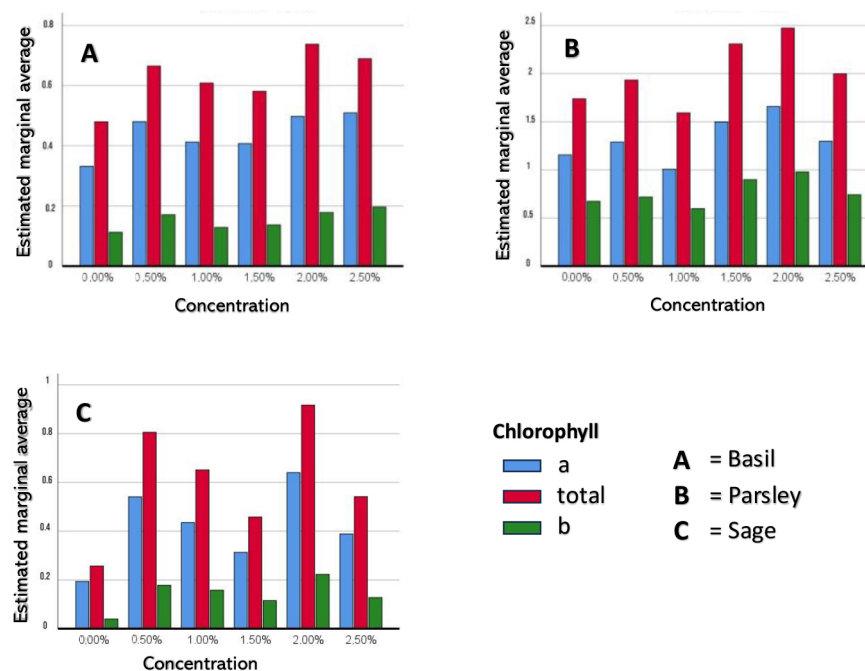 A
Estimated marginal average
0.8
0.6
0.4
0.2
0
0.00% 0.50% 1.00% 1.50% 2.00% 2.50%
Concentration
B
Estimated marginal average
2.5
2
1.5
1
0.5
0
0.00% 0.50% 1.00% 1.50% 2.00% 2.50%
Concentration
C
Estimated marginal average
1
0.8
0.6
0.4
0.2
0
0.00% 0.50% 1.00% 1.50% 2.00% 2.50%
Concentration
Chlorophyll
a
total
b
A = Basil
B = Parsley
C = Sage